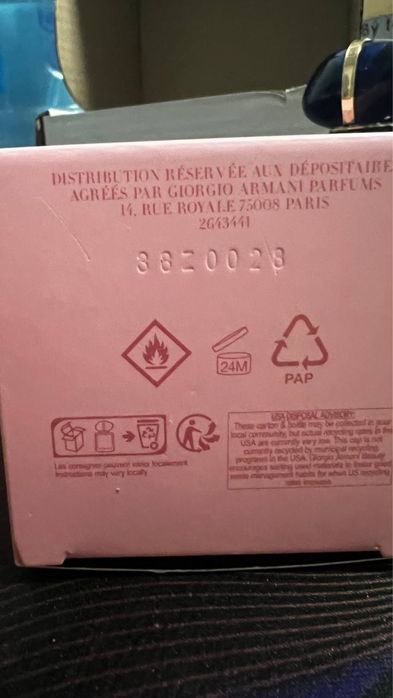 DISTRIBUTION RÉSERVÉE AUX DÉPOSITAIRE
AGRÉÉS PAR GIORGIO ARMANI PARFUMS
14, RUE ROYALE 75008 PARIS
2643441
24M
PAP
Les consignes peuvent varier localement
Instructions may vary locally
USA DISPOSAL ADVISORY:
These carton & bottle may be collected in your
local community, but actual recycling rates in the
USA are currently very low. This cap is not
currently recycled by municipal recycling
programs in the USA. Giorgio Armani Beauty
encourages sorting used materials to foster good
waste management habits for when US recycling
rates improve.